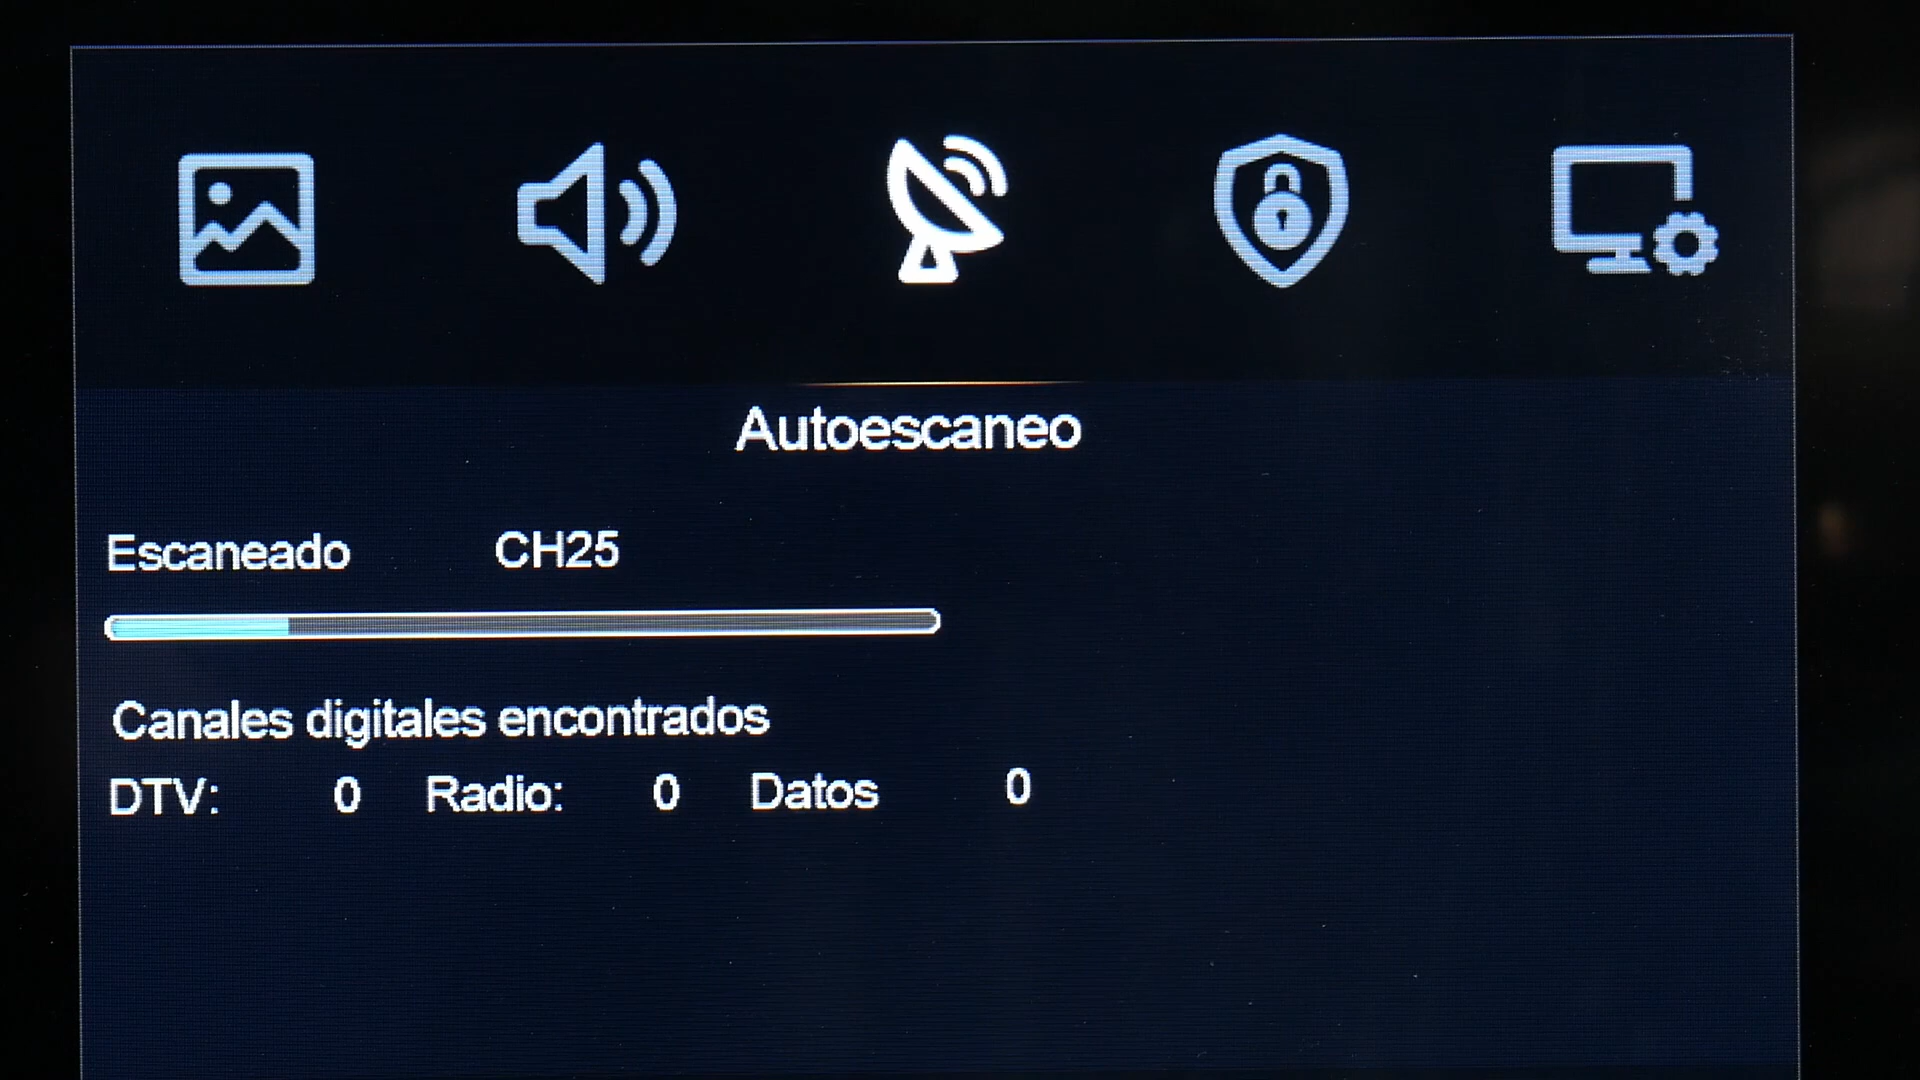 Autoescaneo
Escaneado CH25
Canales digitales encontrados
DTV: 0 Radio: 0 Datos 0